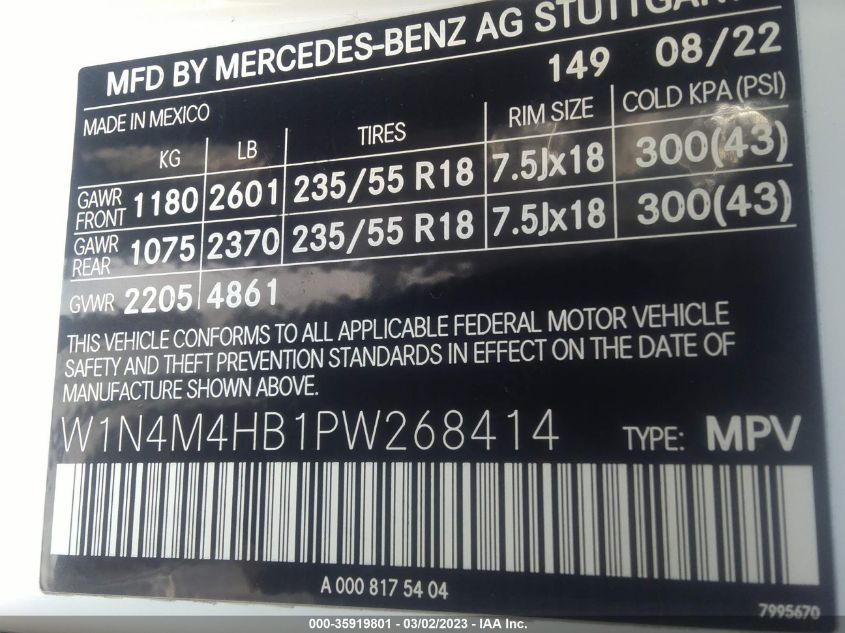 MFD BY MERCEDES-BENZ AG STUTTGART
149 08/22
MADE IN MEXICO
KG LB TIRES RIM SIZE COLD KPA (PSI)
GAWR FRONT 1180 2601 235/55 R18 7.5Jx18 300(43)
GAWR REAR 1075 2370 235/55 R18 7.5Jx18 300(43)
GVWR 2205 4861
THIS VEHICLE CONFORMS TO ALL APPLICABLE FEDERAL MOTOR VEHICLE
SAFETY AND THEFT PREVENTION STANDARDS IN EFFECT ON THE DATE OF
MANUFACTURE SHOWN ABOVE.
W1N4M4HB1PW268414 TYPE: MPV
A 000 817 54 04
7995670
000-35919801 - 03/02/2023 - IAA Inc.